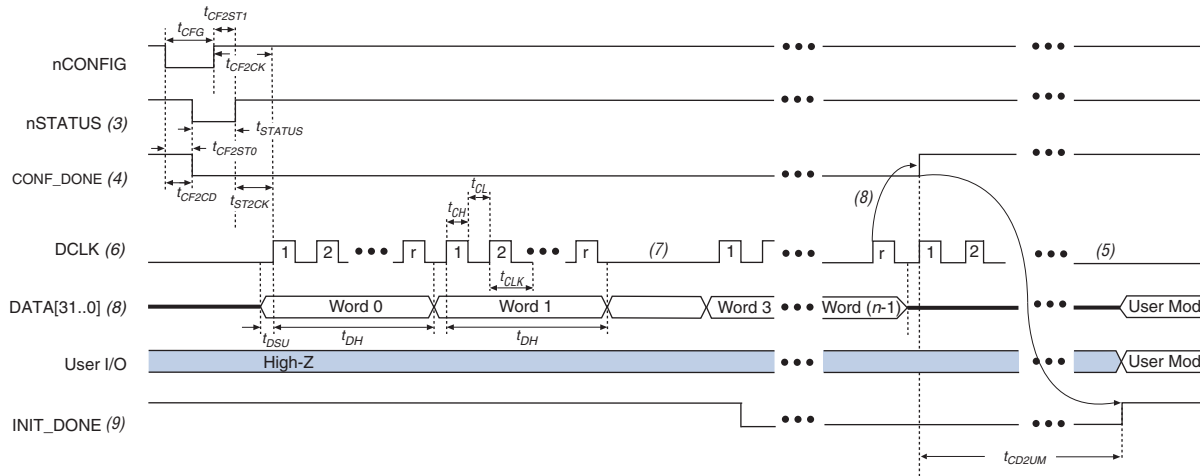 tCF2ST1
tCFG
nCONFIG
tCF2CK
nSTATUS (3)
tSTATUS
tCF2ST0
CONF_DONE (4)
tCF2CD
tST2CK
tCL
tCH
(8)
DCLK (6)
1 2 r 1 2 r (7) 1 r 1 2 (5)
tCLK
DATA[31..0] (8)
Word 0 Word 1 Word 3 Word (n-1) User Mod
tDSU
tDH
tDH
User I/O
High-Z
User Mod
INIT_DONE (9)
tCD2UM